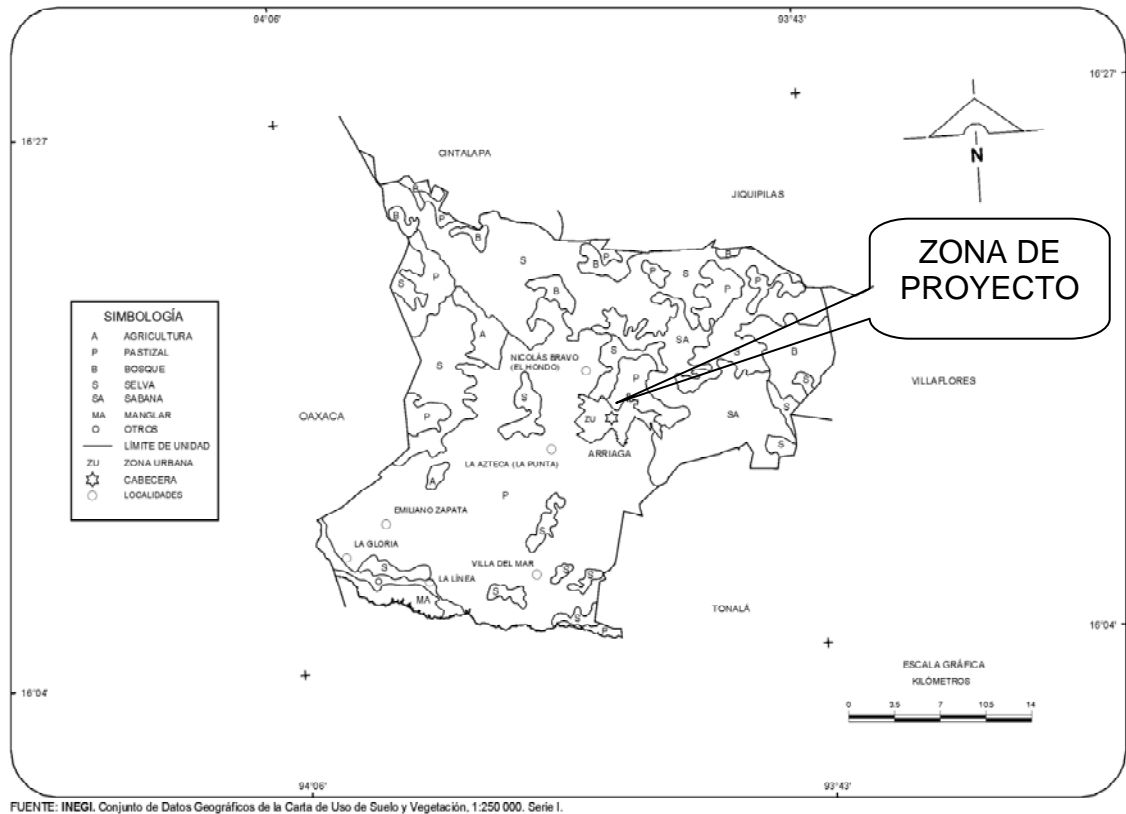 94°06'
93°43'
16°27'
16°27'
CINTALAPA
JIQUIPILAS
N
ZONA DE
PROYECTO
A
B
P
B
B
P
B
S
P
S
P
S
P
S
B
SIMBOLOGÍA
A AGRICULTURA
P PASTIZAL
B BOSQUE
S SELVA
SA SABANA
MA MANGLAR
O OTROS
LÍMITE DE UNIDAD
ZU ZONA URBANA
CABECERA
LOCALIDADES
A
SA
S
S
B
NICOLÁS BRAVO
(EL HONDO)
S
P
S
VILLAFLORES
S
OAXACA
P
ZU
SA
S
ARRIAGA
S
LA AZTECA (LA PUNTA)
A
P
EMILIANO ZAPATA
S
LA GLORIA
S
VILLA DEL MAR
S
S
O
LA LÍNEA
S
MA
S
P
TONALÁ
16°04'
ESCALA GRÁFICA
KILÓMETROS
0 3.5 7 10.5 14
16°04'
94°06'
93°43'
FUENTE: INEGI. Conjunto de Datos Geográficos de la Carta de Uso de Suelo y Vegetación, 1:250 000. Serie I.